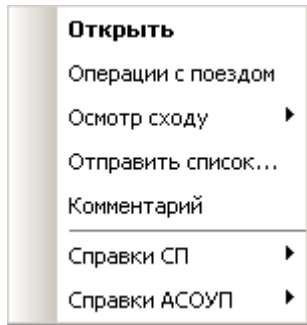 Открыть
Операции с поездом
Осмотр сходу
Отправить список...
Комментарий
Справки СП
Справки АСОУП